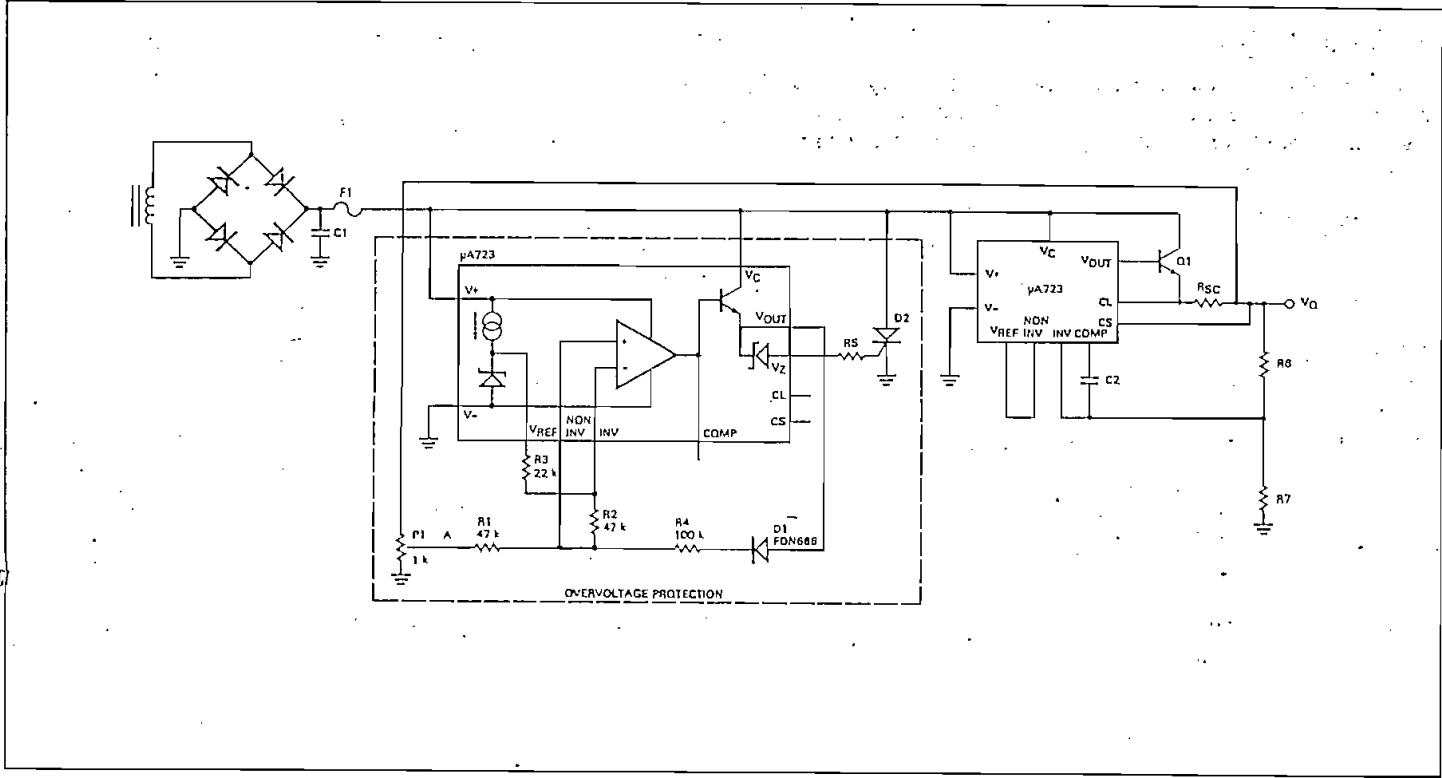 F1
C1
µA723
V+
VC
VOUT
VZ
CL
CS
V-
VREF
NON
INV
INV
COMP
R3
22 k
R2
47 k
P1
1 k
A
R1
47 k
R4
100 k
D1
FDN666
RS
D2
OVERVOLTAGE PROTECTION
VC
VOUT
V+
µA723
V-
CL
CS
VREF
NON
INV
INV
COMP
Q1
RSC
VO
C2
R6
R7